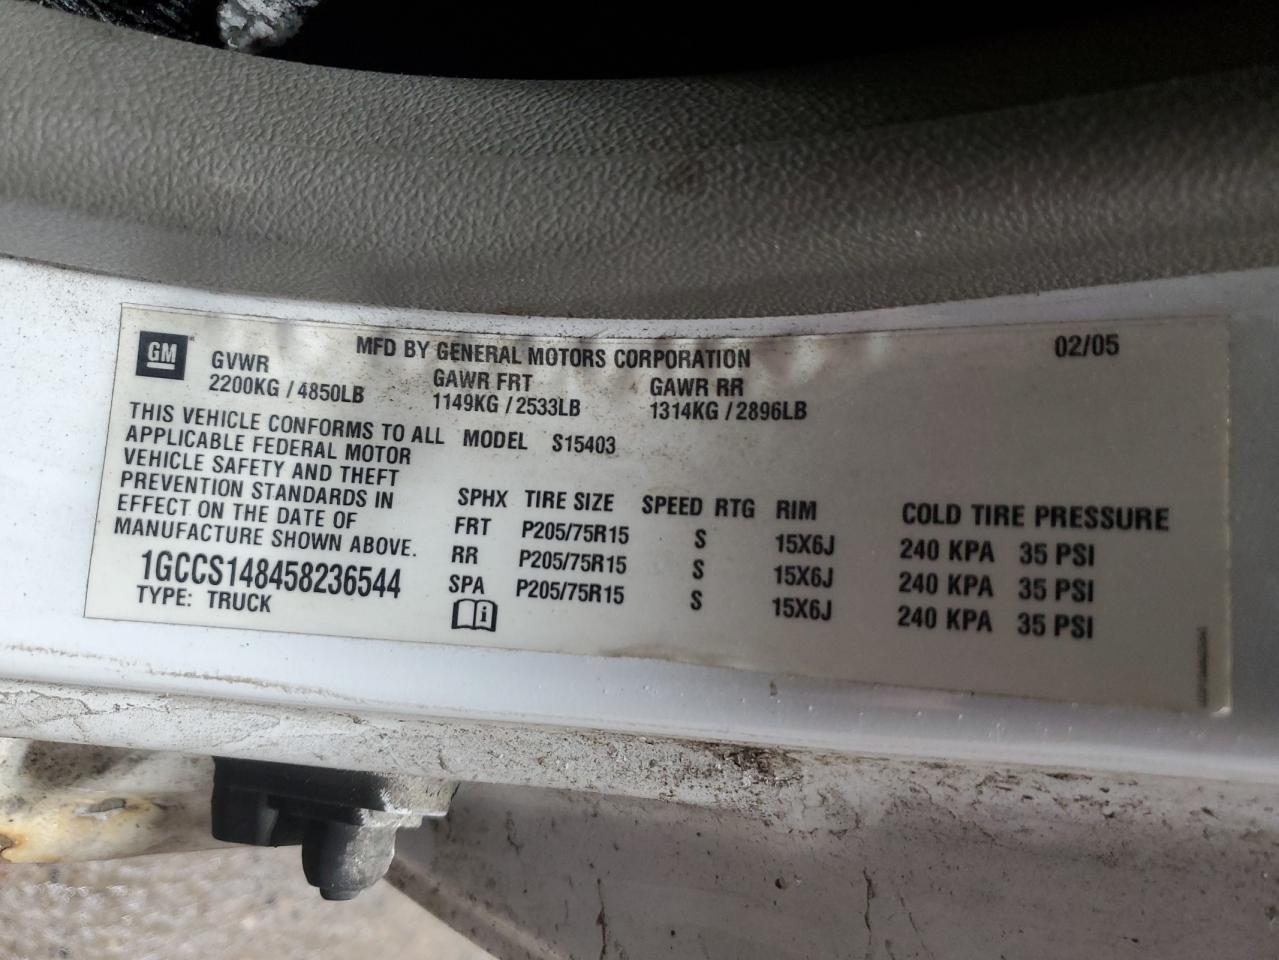 GM
MFD BY GENERAL MOTORS CORPORATION 02/05
GVWR GAWR FRT GAWR RR
2200KG / 4850LB 1149KG / 2533LB 1314KG / 2896LB
THIS VEHICLE CONFORMS TO ALL MODEL S15403
APPLICABLE FEDERAL MOTOR
VEHICLE SAFETY AND THEFT
PREVENTION STANDARDS IN
EFFECT ON THE DATE OF
MANUFACTURE SHOWN ABOVE.
1GCCS148458236544
TYPE: TRUCK
SPHX TIRE SIZE SPEED RTG RIM COLD TIRE PRESSURE
FRT P205/75R15 S 15X6J 240 KPA 35 PSI
RR P205/75R15 S 15X6J 240 KPA 35 PSI
SPA P205/75R15 S 15X6J 240 KPA 35 PSI